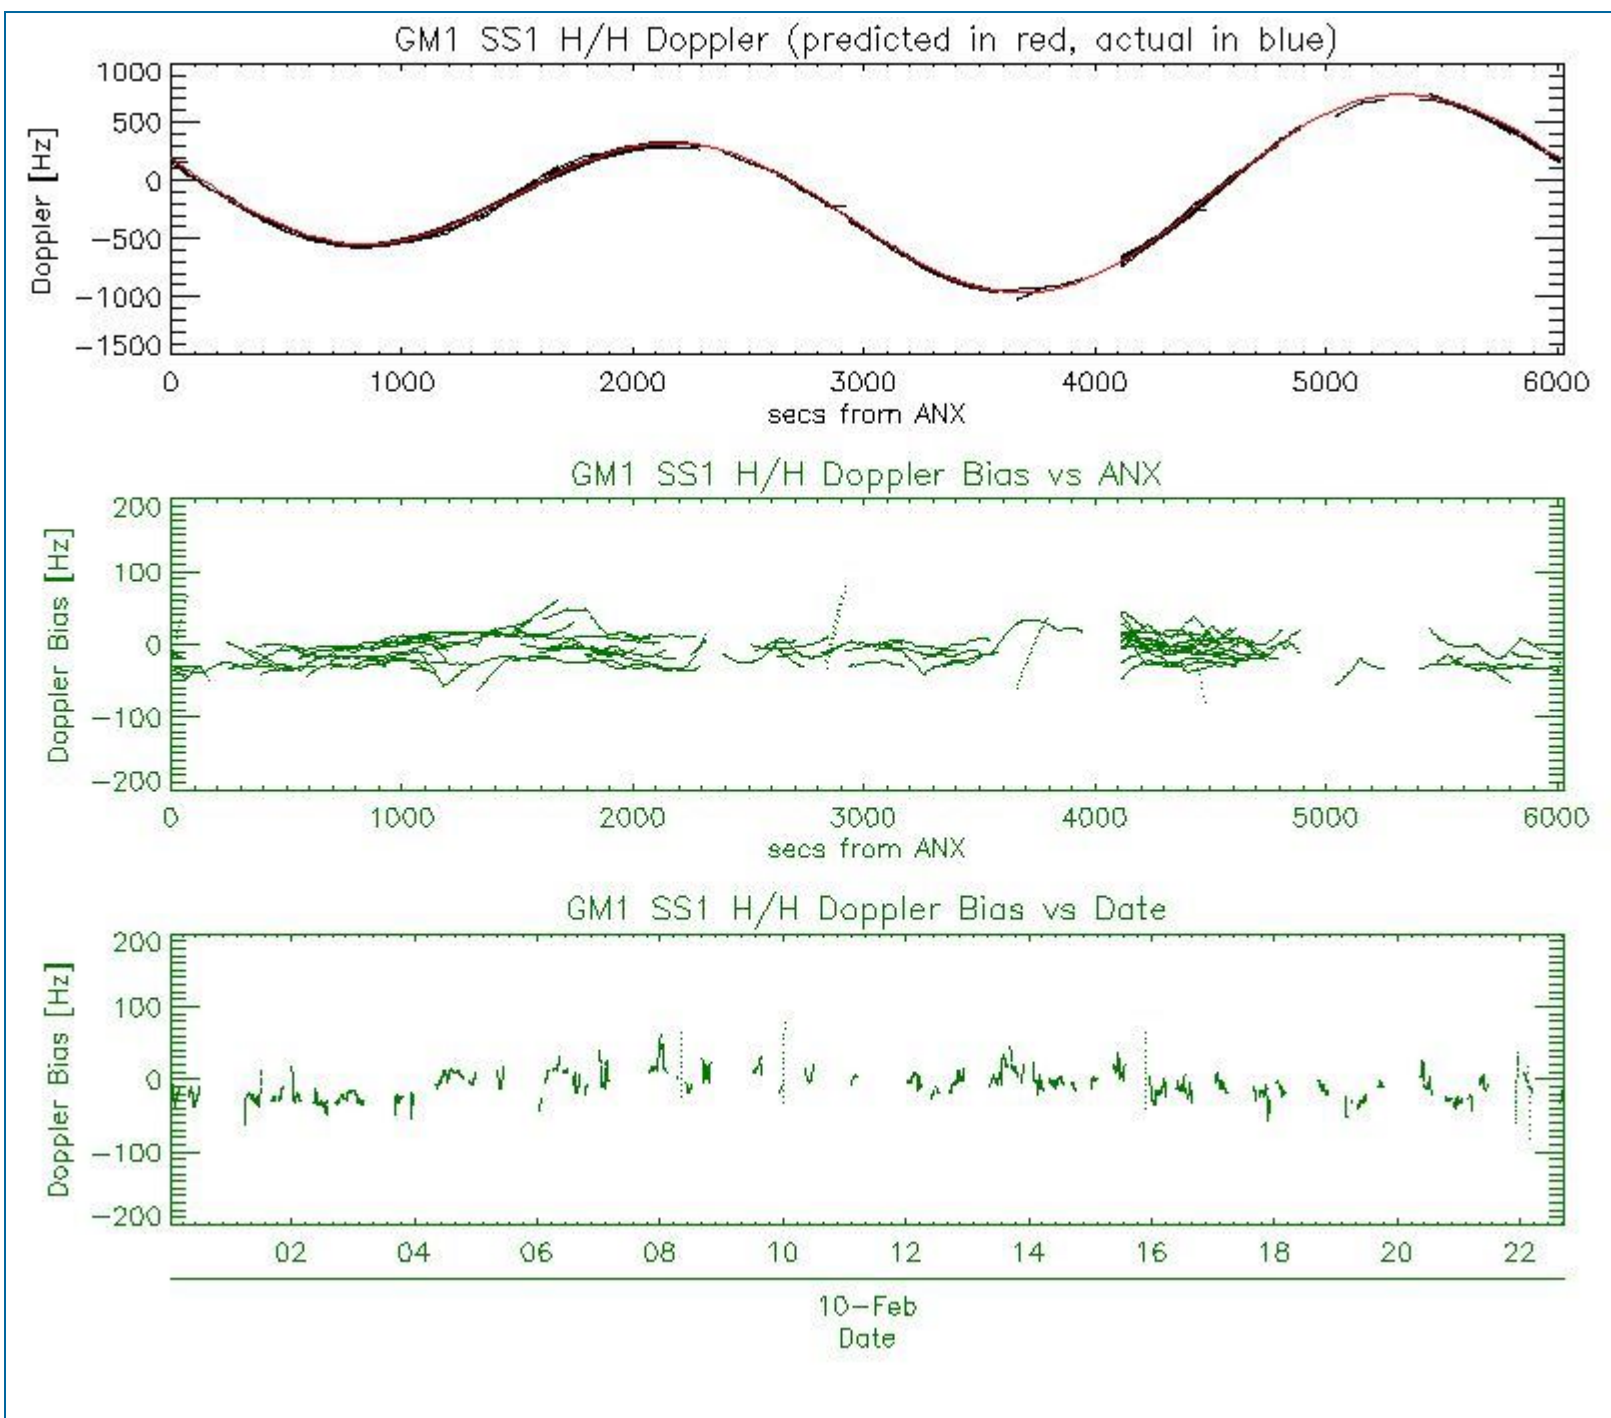 GM1 SS1 H/H Doppler (predicted in red, actual in blue)
Doppler [Hz]
1000
500
0
−500
−1000
−1500
0 1000 2000 3000 4000 5000 6000
secs from ANX
GM1 SS1 H/H Doppler Bias vs ANX
Doppler Bias [Hz]
200
100
0
−100
−200
0 1000 2000 3000 4000 5000 6000
secs from ANX
GM1 SS1 H/H Doppler Bias vs Date
Doppler Bias [Hz]
200
100
0
−100
−200
02 04 06 08 10 12 14 16 18 20 22
10−Feb
Date